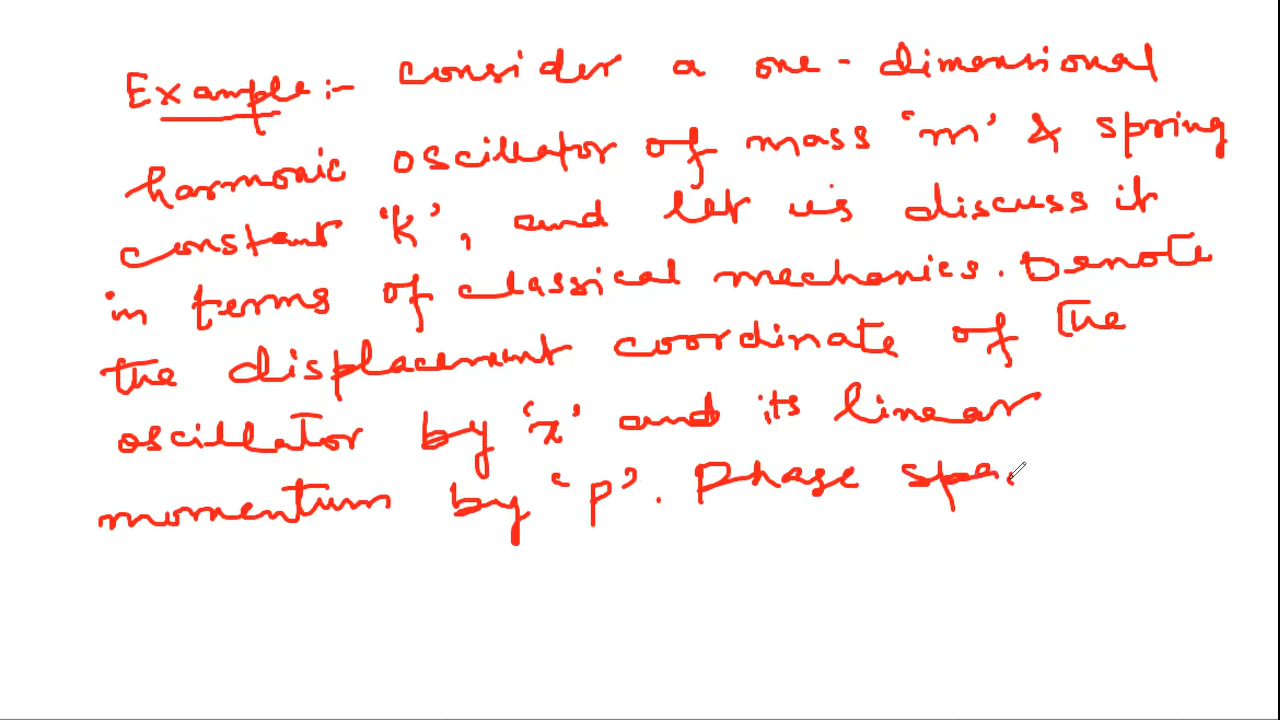 Example :- consider a one-dimensional
harmonic oscillator of mass 'm' & spring
constant 'k', and let us discuss it
in terms of classical mechanics. Denote
the displacement coordinate of the
oscillator by 'x' and its linear
momentum by 'p'. Phase spa